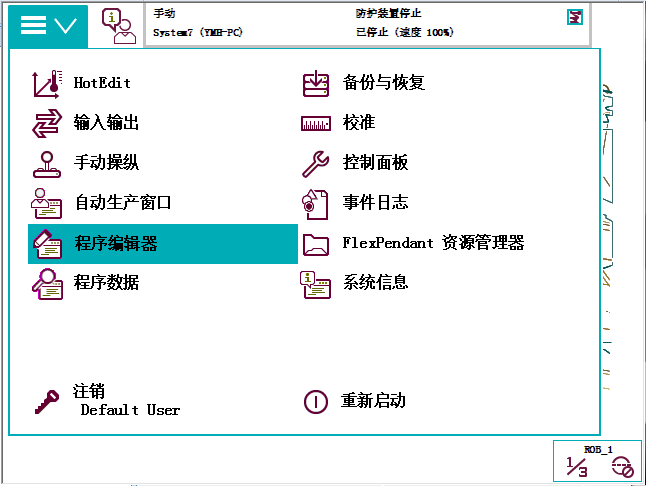 手动
防护装置停止
System7 (YMH-PC)
已停止 (速度 100%)
HotEdit
备份与恢复
输入输出
校准
手动操纵
控制面板
自动生产窗口
事件日志
程序编辑器
FlexPendant 资源管理器
程序数据
系统信息
注销
Default User
重新启动
ROB_1
1/3